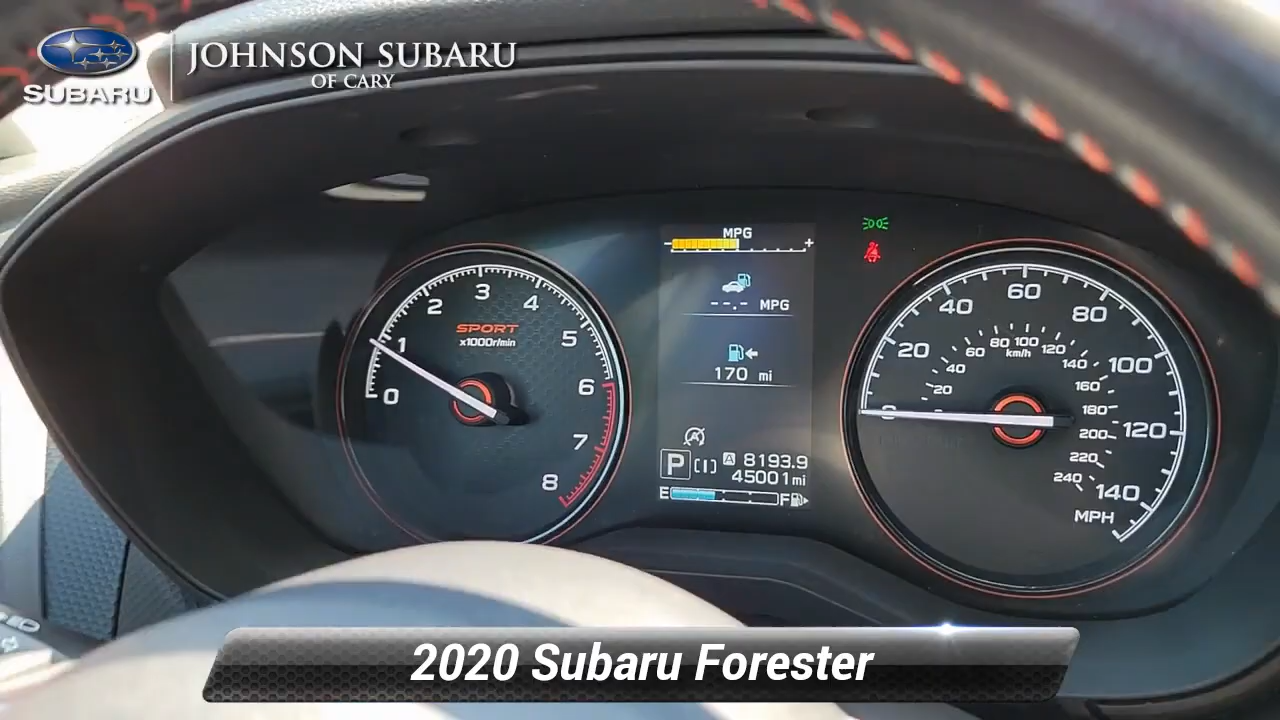 SUBARU
JOHNSON SUBARU
OF CARY
MPG
- +
--.- MPG
170 mi
P [I] A 8193.9
45001 mi
E F
SPORT
x1000r/min
0 1 2 3 4 5 6 7 8
0 20 40 60 80 100 120 140
MPH
20 40 60 80 100 120 140 160 180 200 220 240
km/h
2020 Subaru Forester